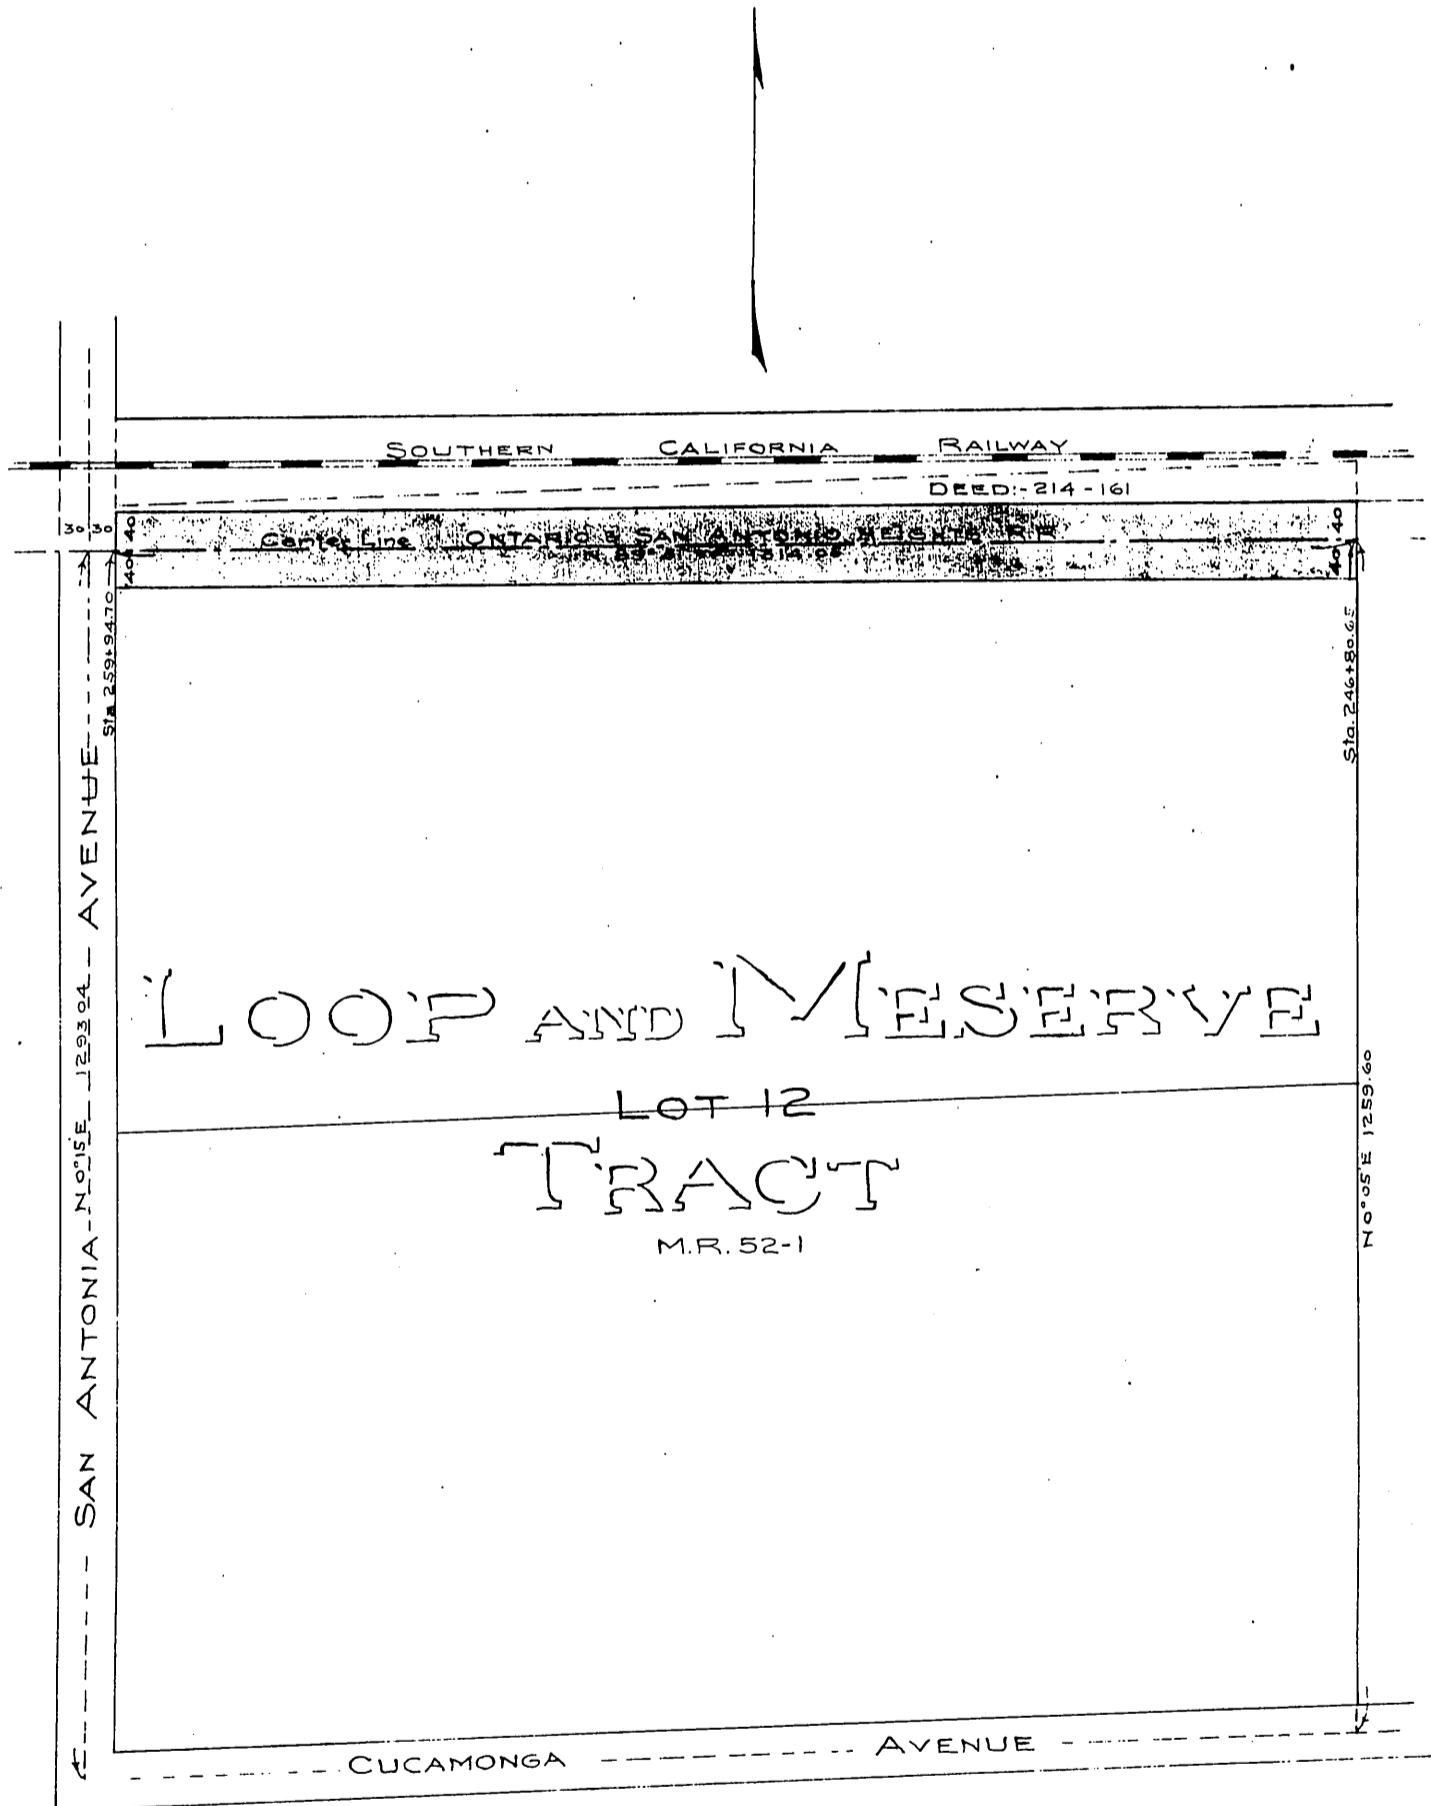 SOUTHERN CALIFORNIA RAILWAY
DEED:-214-161
30 30
40 40
Center Line ONTARIO & SAN ANTONIO HEIGHTS R.R.
40 40
Sta 259+94.70
Sta. 246+80.65
SAN ANTONIA N0°15'E 1293.04 AVENUE
LOOP AND MESERVE
LOT 12
TRACT
M.R. 52-1
N0°05'E 1259.60
CUCAMONGA AVENUE